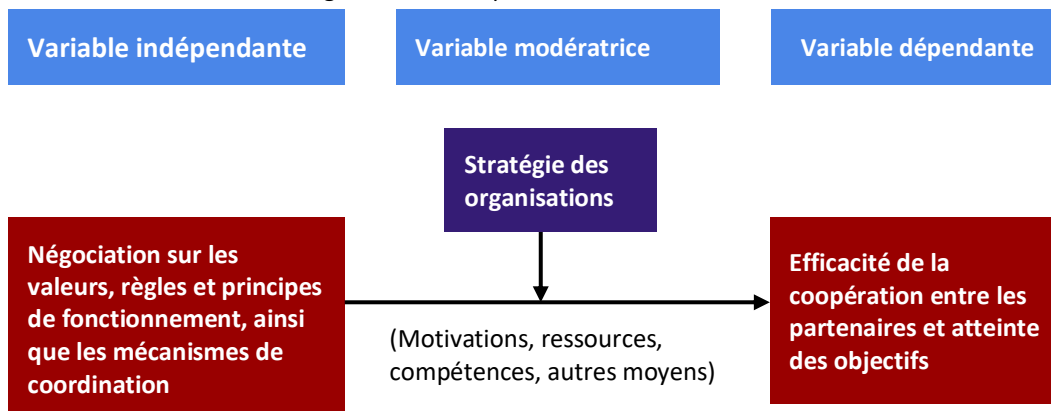 Variable indépendante
Variable modératrice
Variable dépendante
Stratégie des
organisations
Négociation sur les
valeurs, règles et principes
de fonctionnement, ainsi
que les mécanismes de
coordination
(Motivations, ressources,
compétences, autres moyens)
Efficacité de la
coopération entre les
partenaires et atteinte
des objectifs